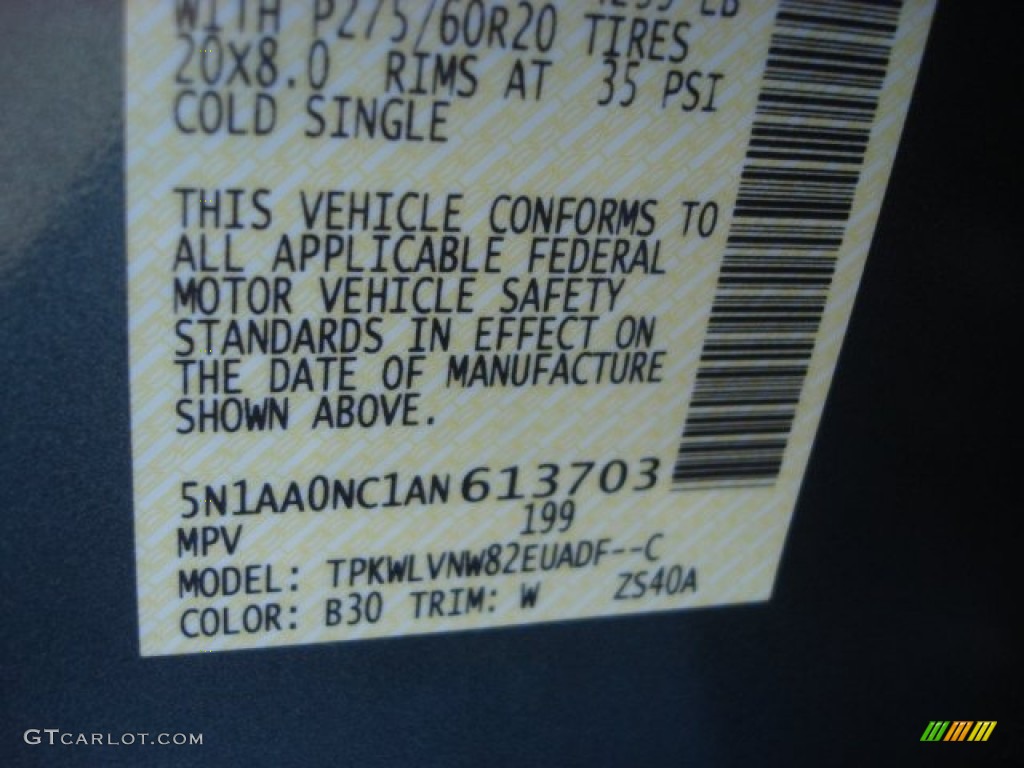 WITH P275/60R20 TIRES
20X8.0 RIMS AT 35 PSI
COLD SINGLE
THIS VEHICLE CONFORMS TO
ALL APPLICABLE FEDERAL
MOTOR VEHICLE SAFETY
STANDARDS IN EFFECT ON
THE DATE OF MANUFACTURE
SHOWN ABOVE.
5N1AA0NC1AN613703
MPV 199
MODEL: TPKWLVNW82EUADF--C
COLOR: B30 TRIM: W ZS40A
GTCARLOT.COM